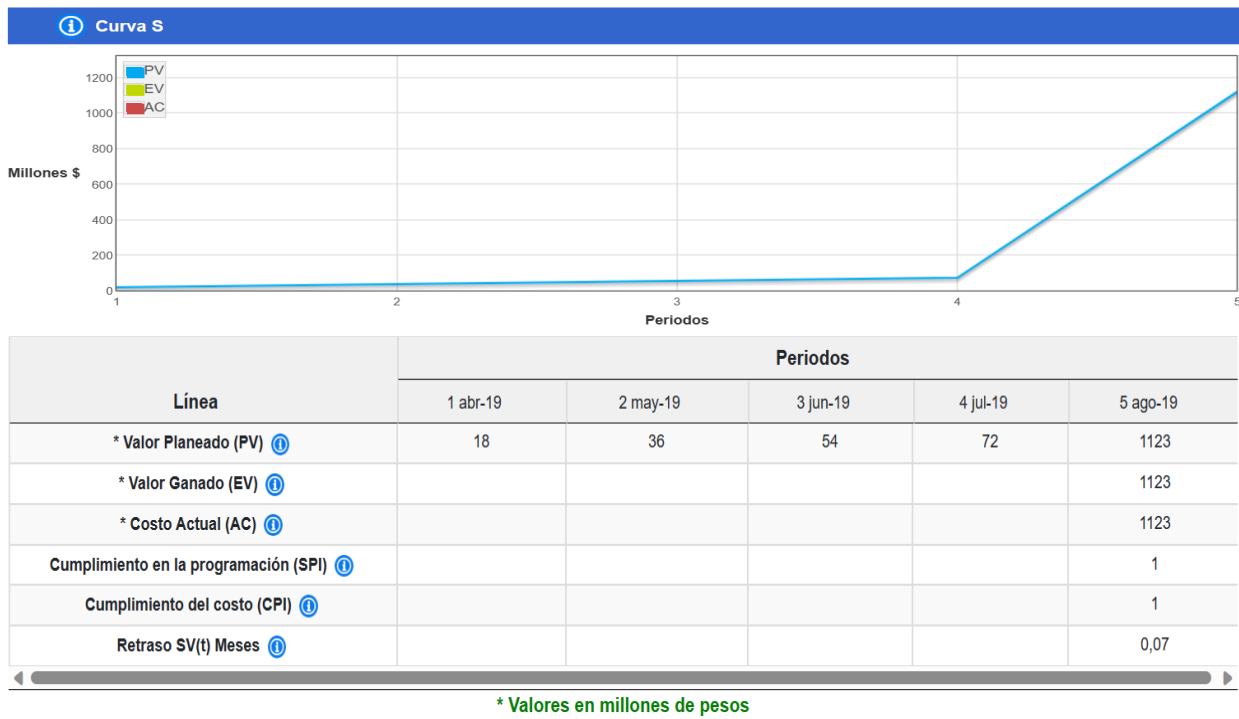 Curva S
PV
EV
AC
1200
1000
800
Millones $
600
400
200
0
1 2 3 4 5
Periodos
Línea Periodos
1 abr-19 2 may-19 3 jun-19 4 jul-19 5 ago-19
* Valor Planeado (PV) 18 36 54 72 1123
* Valor Ganado (EV) 1123
* Costo Actual (AC) 1123
Cumplimiento en la programación (SPI) 1
Cumplimiento del costo (CPI) 1
Retraso SV(t) Meses 0,07
* Valores en millones de pesos